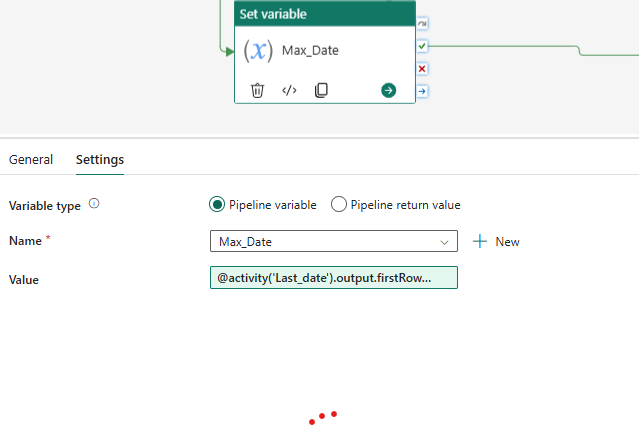 Set variable
(x) Max_Date
General Settings
Variable type Pipeline variable Pipeline return value
Name * Max_Date New
Value @activity('Last_date').output.firstRow...